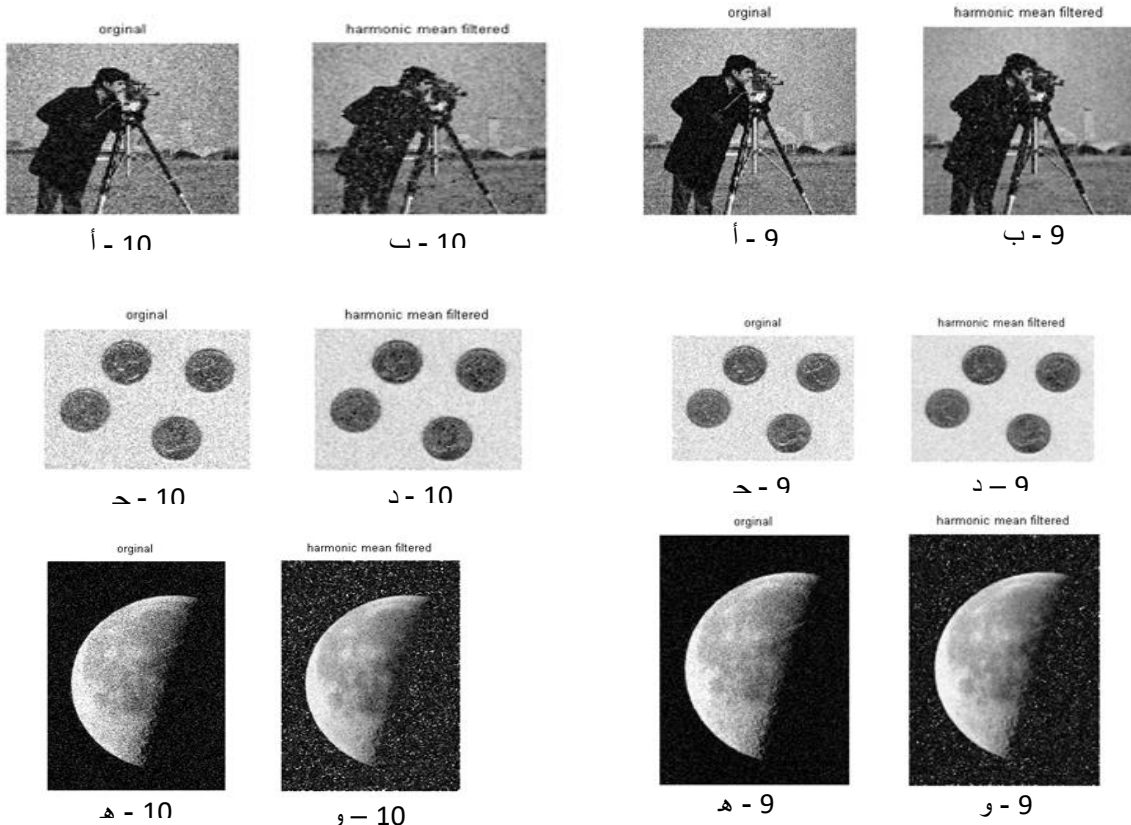 orginal
harmonic mean filtered
orginal
harmonic mean filtered
10 - أ
10 - ب
9 - أ
9 - ب
orginal
harmonic mean filtered
orginal
harmonic mean filtered
10 - جـ
10 - د
9 - جـ
9 – د
orginal
harmonic mean filtered
orginal
harmonic mean filtered
10 - هـ
10 – و
9 - هـ
9 - و